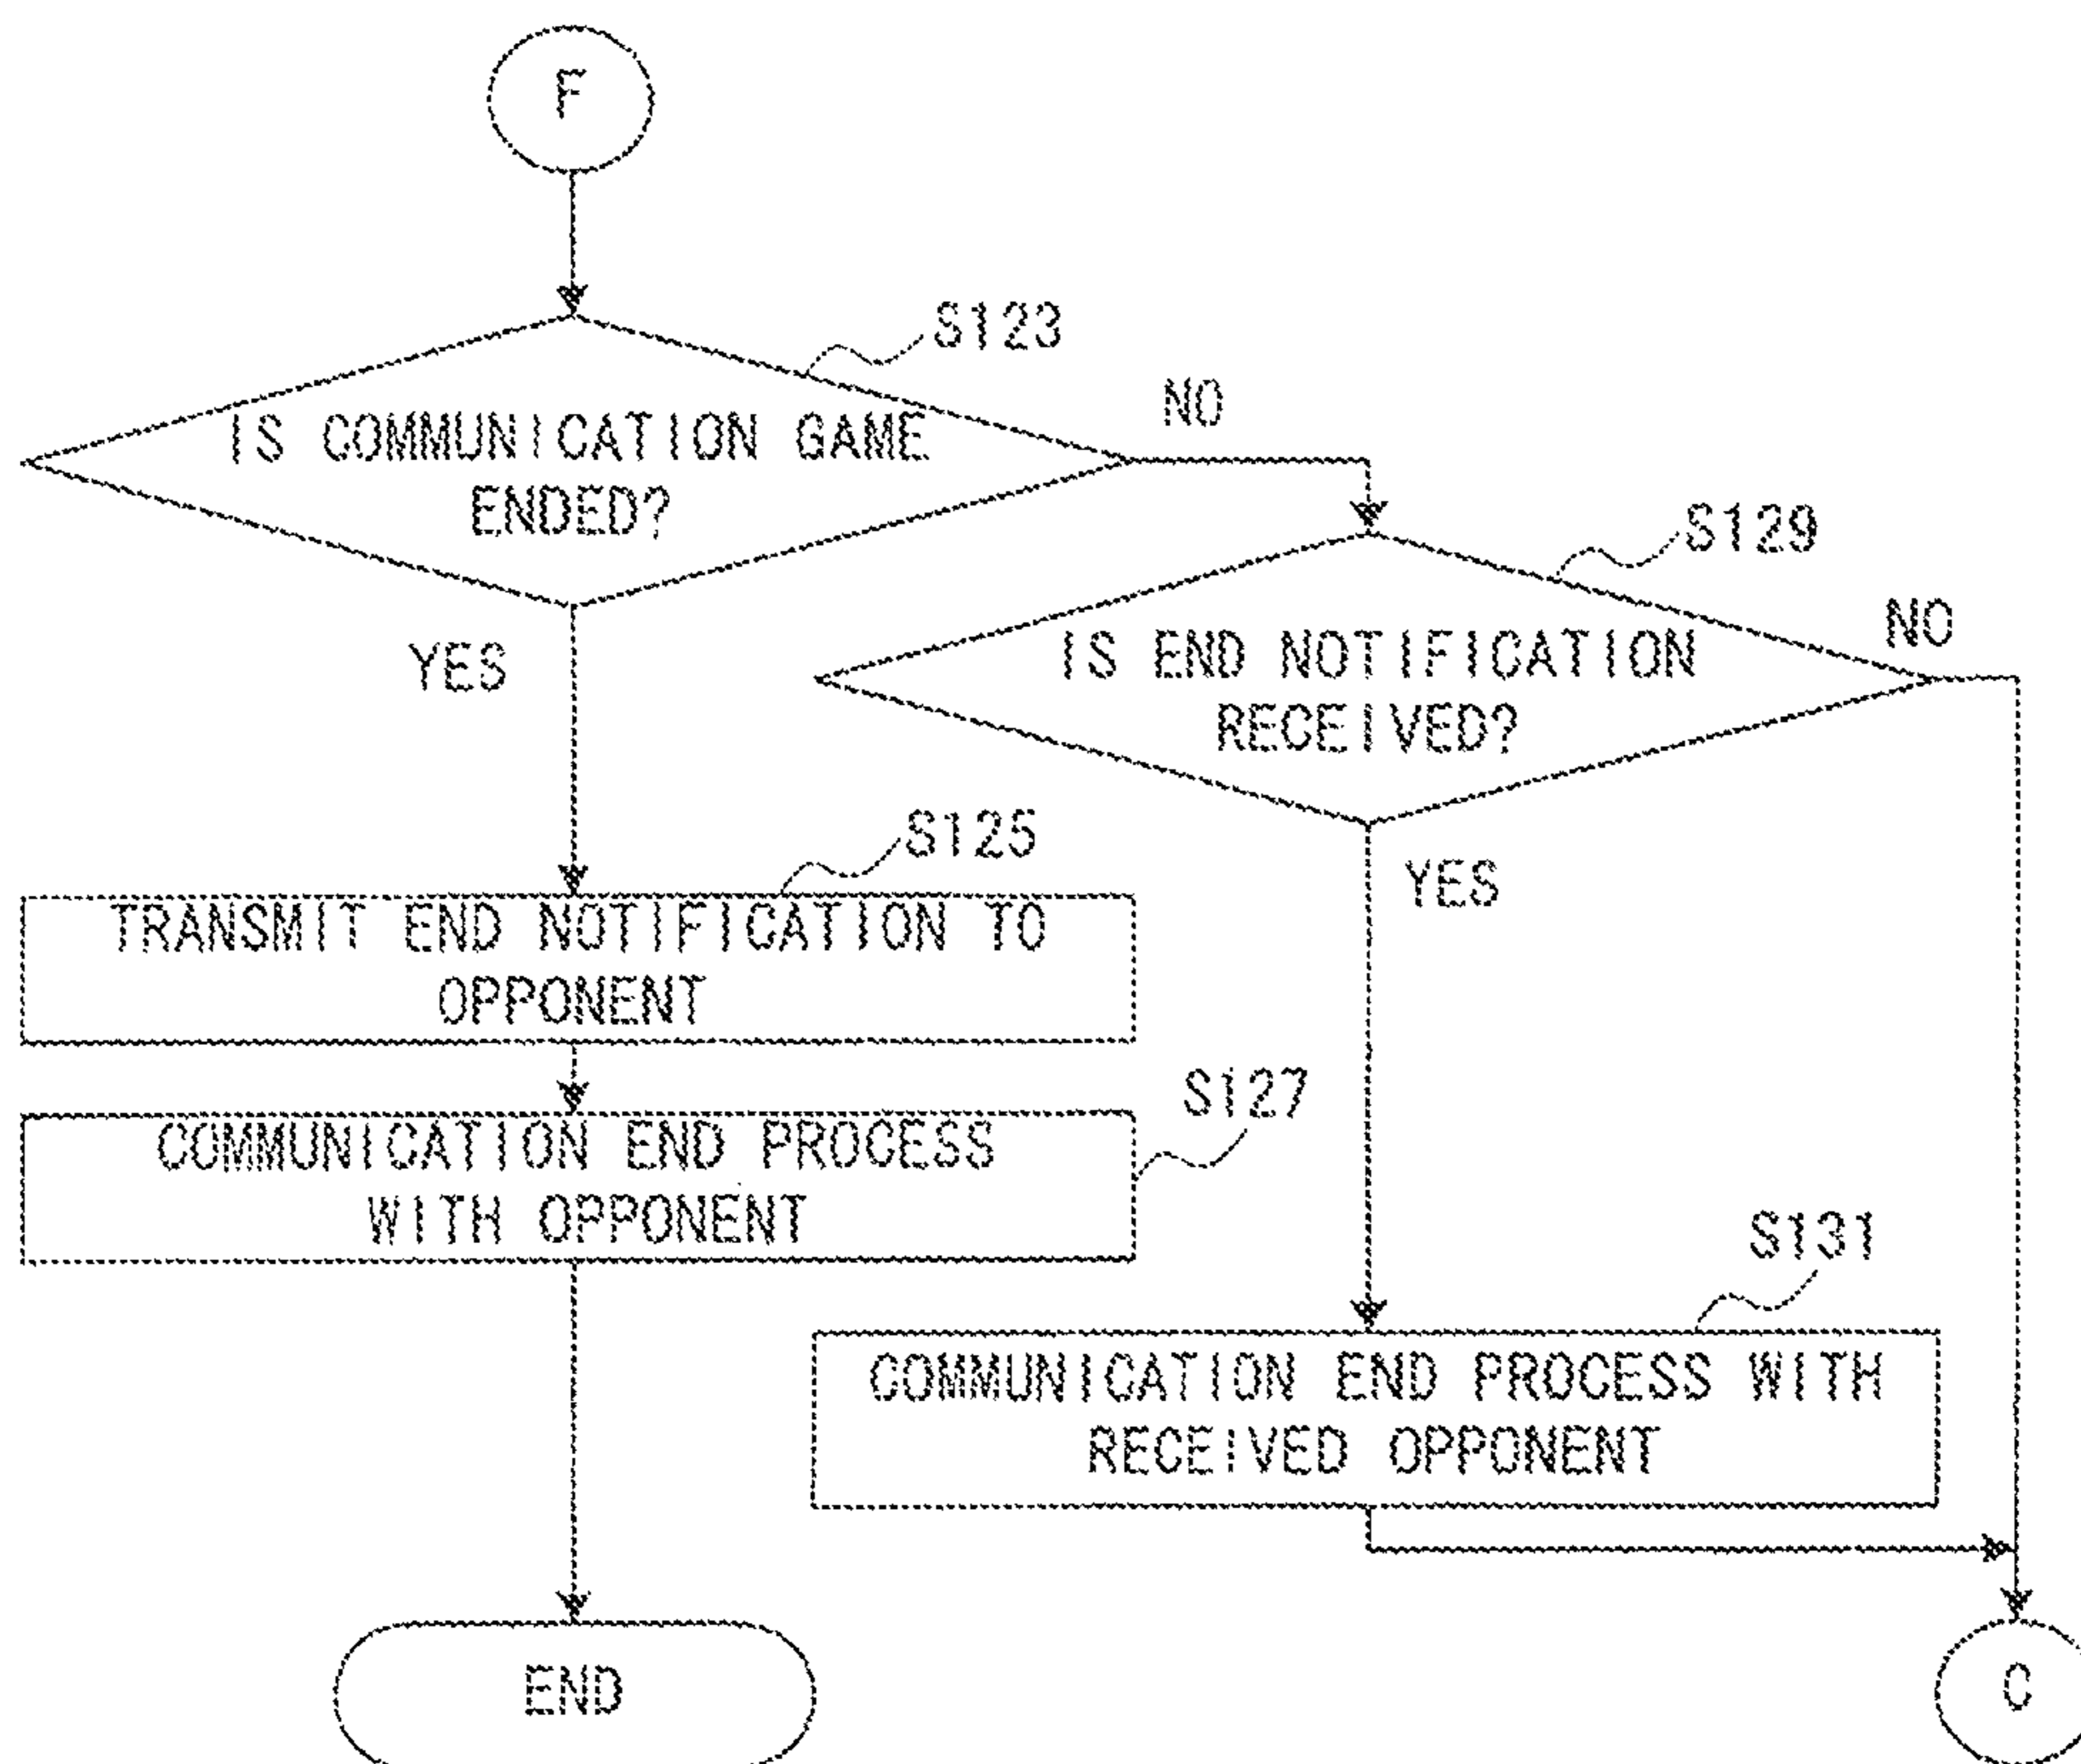 F
S123
IS COMMUNICATION GAME
ENDED?
NO
YES
S129
IS END NOTIFICATION
RECEIVED?
NO
YES
S125
TRANSMIT END NOTIFICATION TO
OPPONENT
S127
COMMUNICATION END PROCESS
WITH OPPONENT
S131
COMMUNICATION END PROCESS WITH
RECEIVED OPPONENT
END
C